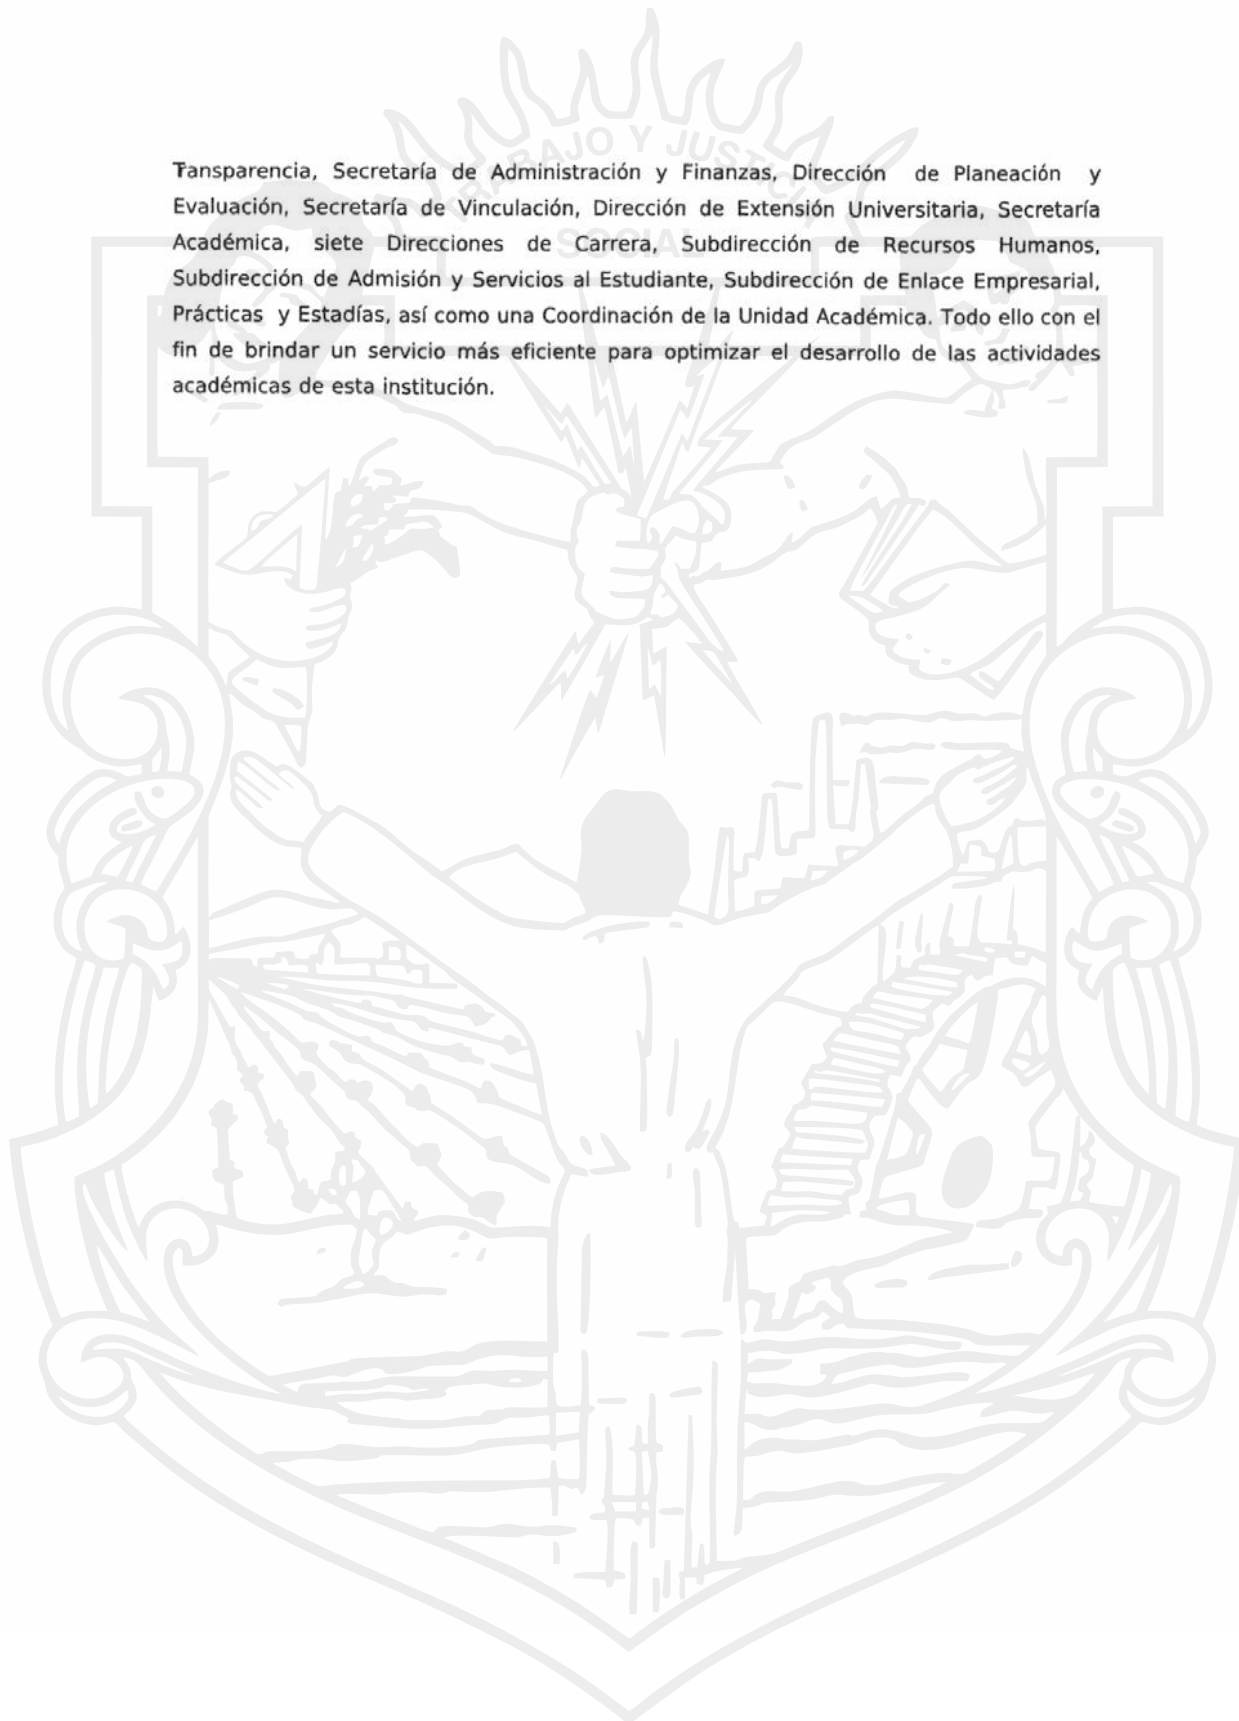 TRABAJO Y JUSTICIA
SOCIAL
Tansparencia, Secretaría de Administración y Finanzas, Dirección de Planeación y
Evaluación, Secretaría de Vinculación, Dirección de Extensión Universitaria, Secretaría
Académica, siete Direcciones de Carrera, Subdirección de Recursos Humanos,
Subdirección de Admisión y Servicios al Estudiante, Subdirección de Enlace Empresarial,
Prácticas y Estadías, así como una Coordinación de la Unidad Académica. Todo ello con el
fin de brindar un servicio más eficiente para optimizar el desarrollo de las actividades
académicas de esta institución.